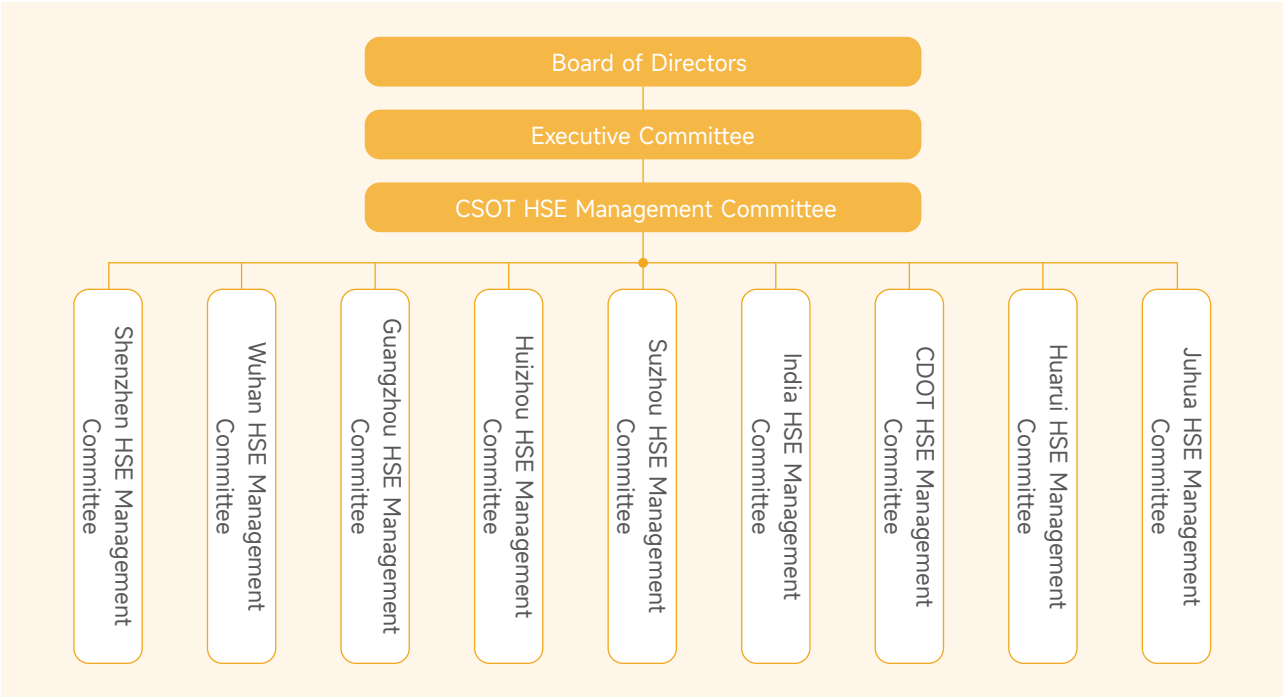 Board of Directors
Executive Committee
CSOT HSE Management Committee
Shenzhen HSE Management
Committee
Wuhan HSE Management
Committee
Guangzhou HSE Management
Committee
Huizhou HSE Management
Committee
Suzhou HSE Management
Committee
India HSE Management
Committee
CDOT HSE Management
Committee
Huarui HSE Management
Committee
Juhua HSE Management
Committee